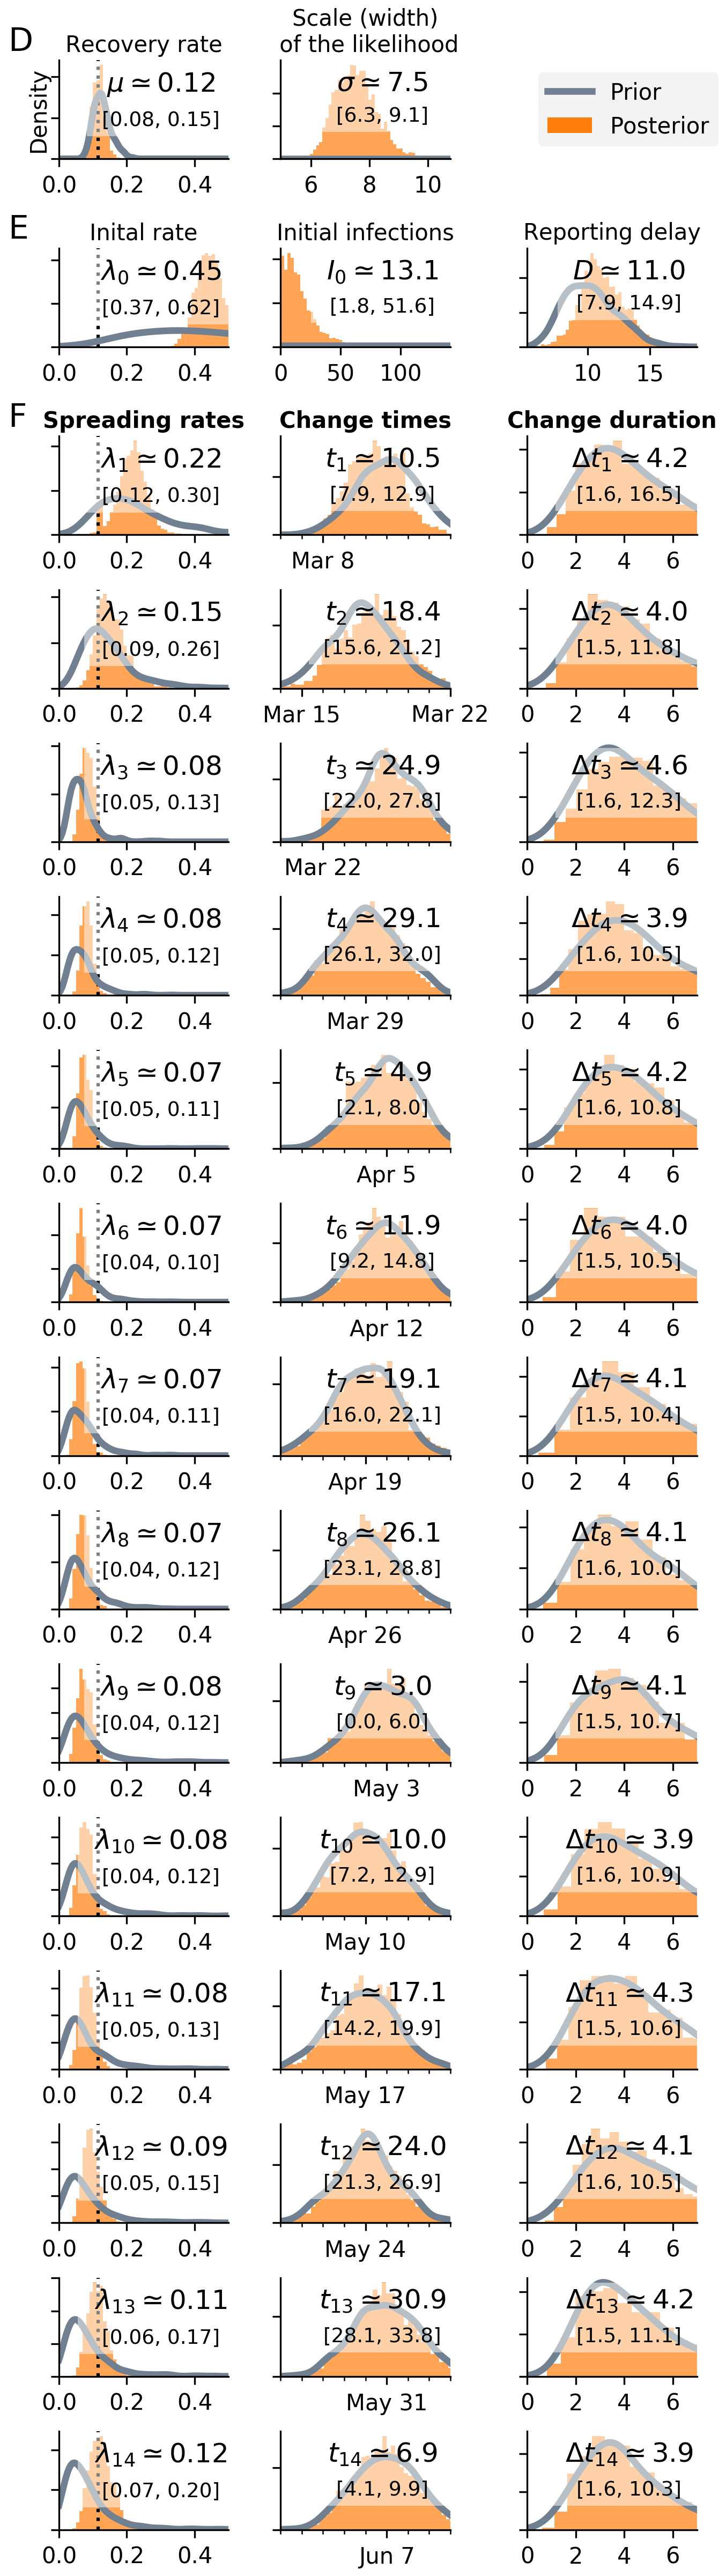 D
Recovery rate
Scale (width)
of the likelihood
Density
μ ≃ 0.12
[0.08, 0.15]
σ ≃ 7.5
[6.3, 9.1]
Prior
Posterior
0.0 0.2 0.4
6 8 10
E
Inital rate
Initial infections
Reporting delay
λ0 ≃ 0.45
[0.37, 0.62]
I0 ≃ 13.1
[1.8, 51.6]
D ≃ 11.0
[7.9, 14.9]
0.0 0.2 0.4
0 50 100
10 15
F
Spreading rates
Change times
Change duration
λ1 ≃ 0.22
[0.12, 0.30]
t1 ≃ 10.5
[7.9, 12.9]
Δt1 ≃ 4.2
[1.6, 16.5]
0.0 0.2 0.4
Mar 8
0 2 4 6
λ2 ≃ 0.15
[0.09, 0.26]
t2 ≃ 18.4
[15.6, 21.2]
Δt2 ≃ 4.0
[1.5, 11.8]
0.0 0.2 0.4
Mar 15 Mar 22
0 2 4 6
λ3 ≃ 0.08
[0.05, 0.13]
t3 ≃ 24.9
[22.0, 27.8]
Δt3 ≃ 4.6
[1.6, 12.3]
0.0 0.2 0.4
Mar 22
0 2 4 6
λ4 ≃ 0.08
[0.05, 0.12]
t4 ≃ 29.1
[26.1, 32.0]
Δt4 ≃ 3.9
[1.6, 10.5]
0.0 0.2 0.4
Mar 29
0 2 4 6
λ5 ≃ 0.07
[0.05, 0.11]
t5 ≃ 4.9
[2.1, 8.0]
Δt5 ≃ 4.2
[1.6, 10.8]
0.0 0.2 0.4
Apr 5
0 2 4 6
λ6 ≃ 0.07
[0.04, 0.10]
t6 ≃ 11.9
[9.2, 14.8]
Δt6 ≃ 4.0
[1.5, 10.5]
0.0 0.2 0.4
Apr 12
0 2 4 6
λ7 ≃ 0.07
[0.04, 0.11]
t7 ≃ 19.1
[16.0, 22.1]
Δt7 ≃ 4.1
[1.5, 10.4]
0.0 0.2 0.4
Apr 19
0 2 4 6
λ8 ≃ 0.07
[0.04, 0.12]
t8 ≃ 26.1
[23.1, 28.8]
Δt8 ≃ 4.1
[1.6, 10.0]
0.0 0.2 0.4
Apr 26
0 2 4 6
λ9 ≃ 0.08
[0.04, 0.12]
t9 ≃ 3.0
[0.0, 6.0]
Δt9 ≃ 4.1
[1.5, 10.7]
0.0 0.2 0.4
May 3
0 2 4 6
λ10 ≃ 0.08
[0.04, 0.12]
t10 ≃ 10.0
[7.2, 12.9]
Δt10 ≃ 3.9
[1.6, 10.9]
0.0 0.2 0.4
May 10
0 2 4 6
λ11 ≃ 0.08
[0.05, 0.13]
t11 ≃ 17.1
[14.2, 19.9]
Δt11 ≃ 4.3
[1.5, 10.6]
0.0 0.2 0.4
May 17
0 2 4 6
λ12 ≃ 0.09
[0.05, 0.15]
t12 ≃ 24.0
[21.3, 26.9]
Δt12 ≃ 4.1
[1.6, 10.5]
0.0 0.2 0.4
May 24
0 2 4 6
λ13 ≃ 0.11
[0.06, 0.17]
t13 ≃ 30.9
[28.1, 33.8]
Δt13 ≃ 4.2
[1.5, 11.1]
0.0 0.2 0.4
May 31
0 2 4 6
λ14 ≃ 0.12
[0.07, 0.20]
t14 ≃ 6.9
[4.1, 9.9]
Δt14 ≃ 3.9
[1.6, 10.3]
0.0 0.2 0.4
Jun 7
0 2 4 6